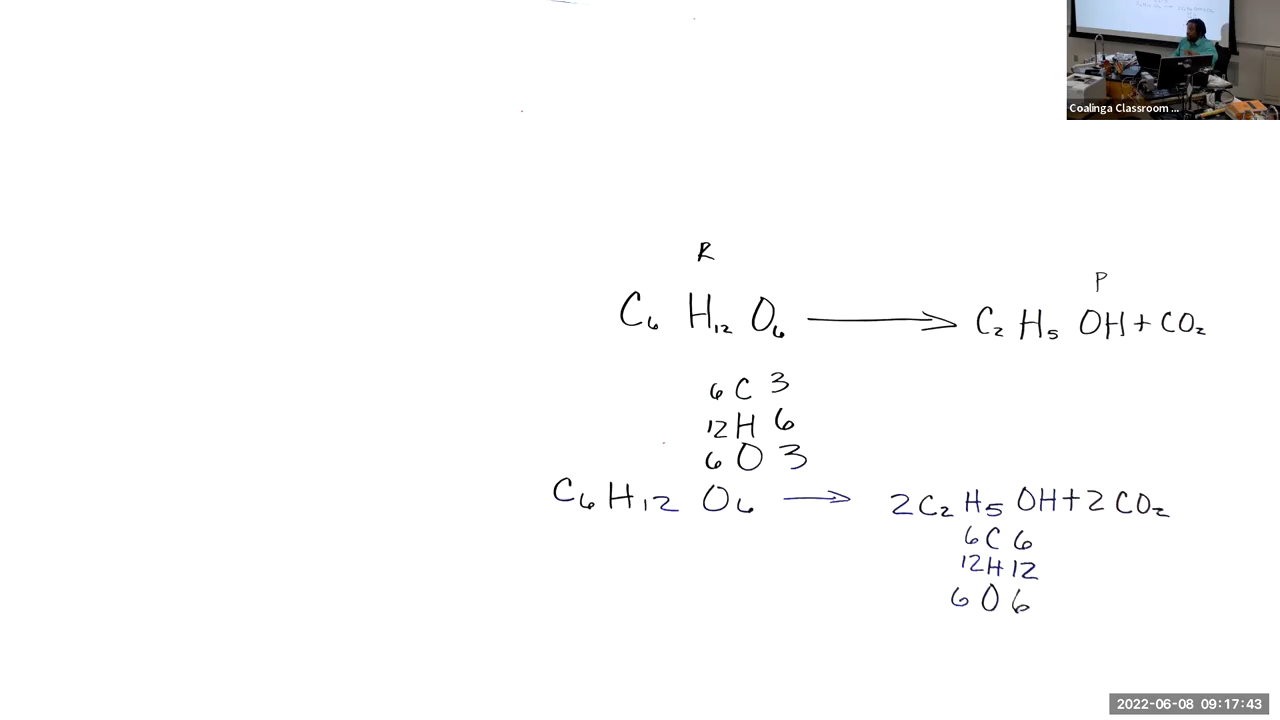 Coalinga Classroom ...
R
P
C₆ H₁₂ O₆ ⟶ C₂ H₅ OH + CO₂
6 C 3
12 H 6
6 O 3
C₆ H₁₂ O₆ ⟶ 2 C₂ H₅ OH + 2 CO₂
6 C 6
12 H 12
6 O 6
2022-06-08 09:17:43